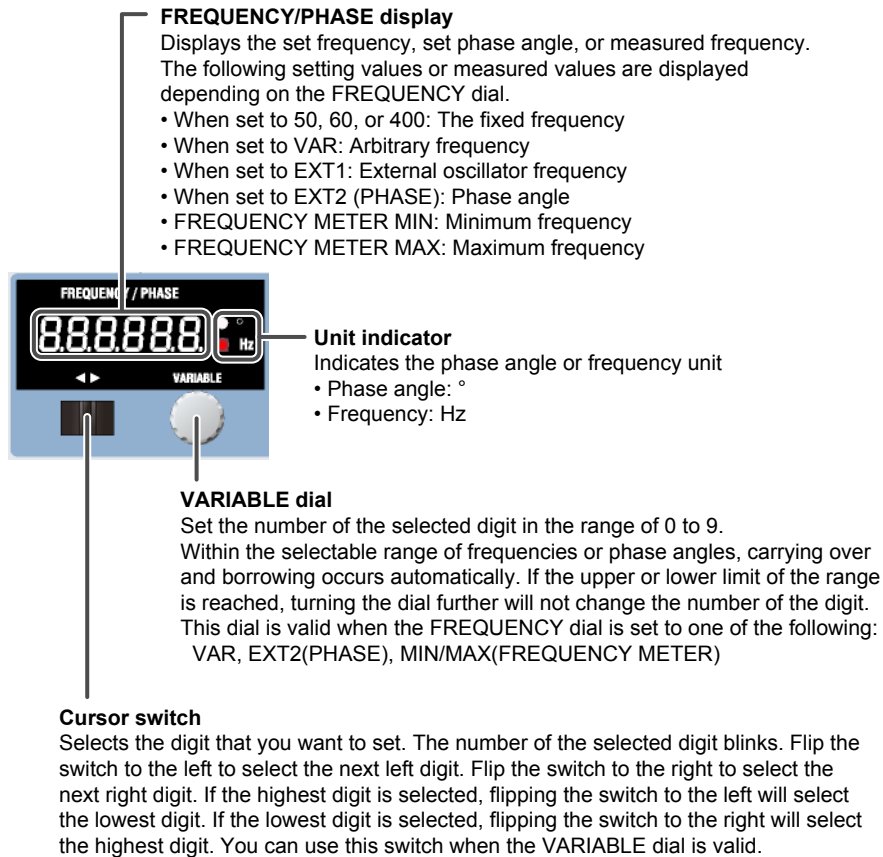 FREQUENCY/PHASE display
Displays the set frequency, set phase angle, or measured frequency.
The following setting values or measured values are displayed
depending on the FREQUENCY dial.
• When set to 50, 60, or 400: The fixed frequency
• When set to VAR: Arbitrary frequency
• When set to EXT1: External oscillator frequency
• When set to EXT2 (PHASE): Phase angle
• FREQUENCY METER MIN: Minimum frequency
• FREQUENCY METER MAX: Maximum frequency
FREQUENCY / PHASE
8.8.8.8.8.8. ° Hz
◄► VARIABLE
Unit indicator
Indicates the phase angle or frequency unit
• Phase angle: °
• Frequency: Hz
VARIABLE dial
Set the number of the selected digit in the range of 0 to 9.
Within the selectable range of frequencies or phase angles, carrying over
and borrowing occurs automatically. If the upper or lower limit of the range
is reached, turning the dial further will not change the number of the digit.
This dial is valid when the FREQUENCY dial is set to one of the following:
VAR, EXT2(PHASE), MIN/MAX(FREQUENCY METER)
Cursor switch
Selects the digit that you want to set. The number of the selected digit blinks. Flip the
switch to the left to select the next left digit. Flip the switch to the right to select the
next right digit. If the highest digit is selected, flipping the switch to the left will select
the lowest digit. If the lowest digit is selected, flipping the switch to the right will select
the highest digit. You can use this switch when the VARIABLE dial is valid.